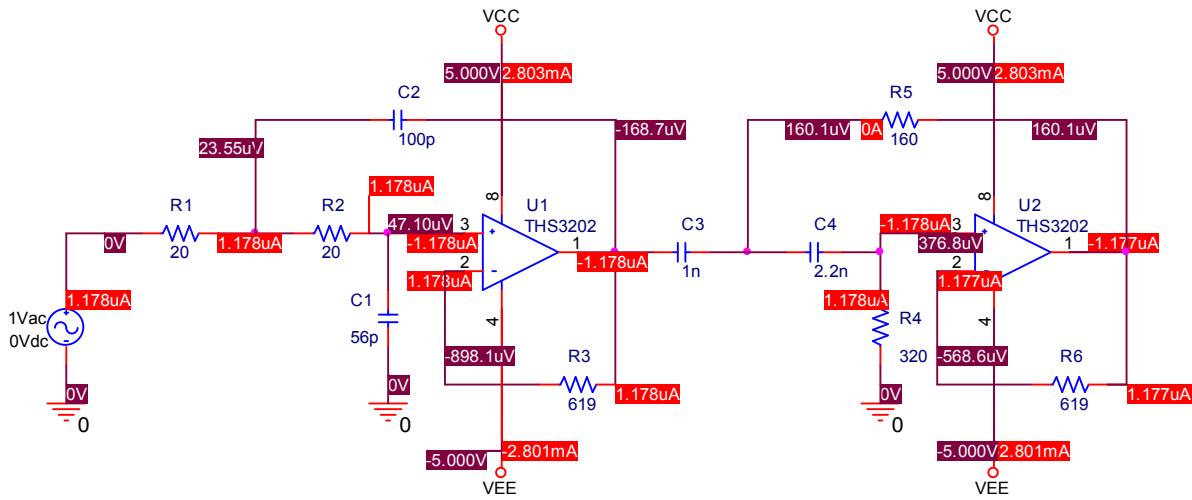 VCC VCC
5.000V 2.803mA 5.000V 2.803mA
C2 R5
100p -168.7uV 160.1uV 0A 160 160.1uV
23.55uV
1.178uA
R1 R2 8 U1 8 U2
THS3202 THS3202
47.10uV 3 + C3 C4 -1.178uA 3 +
0V 1.178uA -1.178uA 1 376.8uV 1 -1.177uA
20 20 2 - -1.178uA 1n 2.2n 2 -
1.178uA 1.177uA
1.178uA C1 4 1.178uA 4
1Vac R4
0Vdc 56p -898.1uV R3 320 -568.6uV R6
0V 0V 619 1.178uA 0V 619 1.177uA
0 0 0
-5.000V -2.801mA -5.000V 2.801mA
VEE VEE